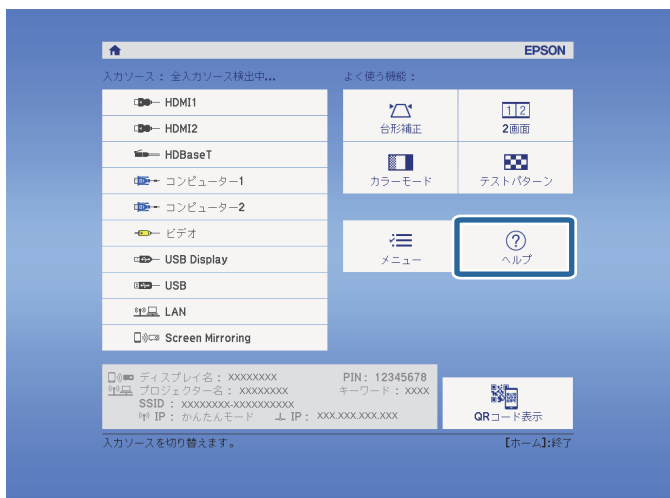 EPSON
入力ソース： 全入力ソース検出中...
よく使う機能：
HDMI1
HDMI2
HDBaseT
コンピューター1
コンピューター2
ビデオ
USB Display
USB
LAN
Screen Mirroring
台形補正
1 2
2画面
カラーモード
テストパターン
メニュー
?
ヘルプ
ディスプレイ名： XXXXXXXX
PIN： 12345678
プロジェクター名： XXXXXXXX
キーワード： XXXX
SSID： XXXXXXXX-XXXXXXXXXX
IP： かんたんモード
IP： XXX.XXX.XXX.XXX
QRコード表示
入力ソースを切り替えます。
【ホーム】:終了